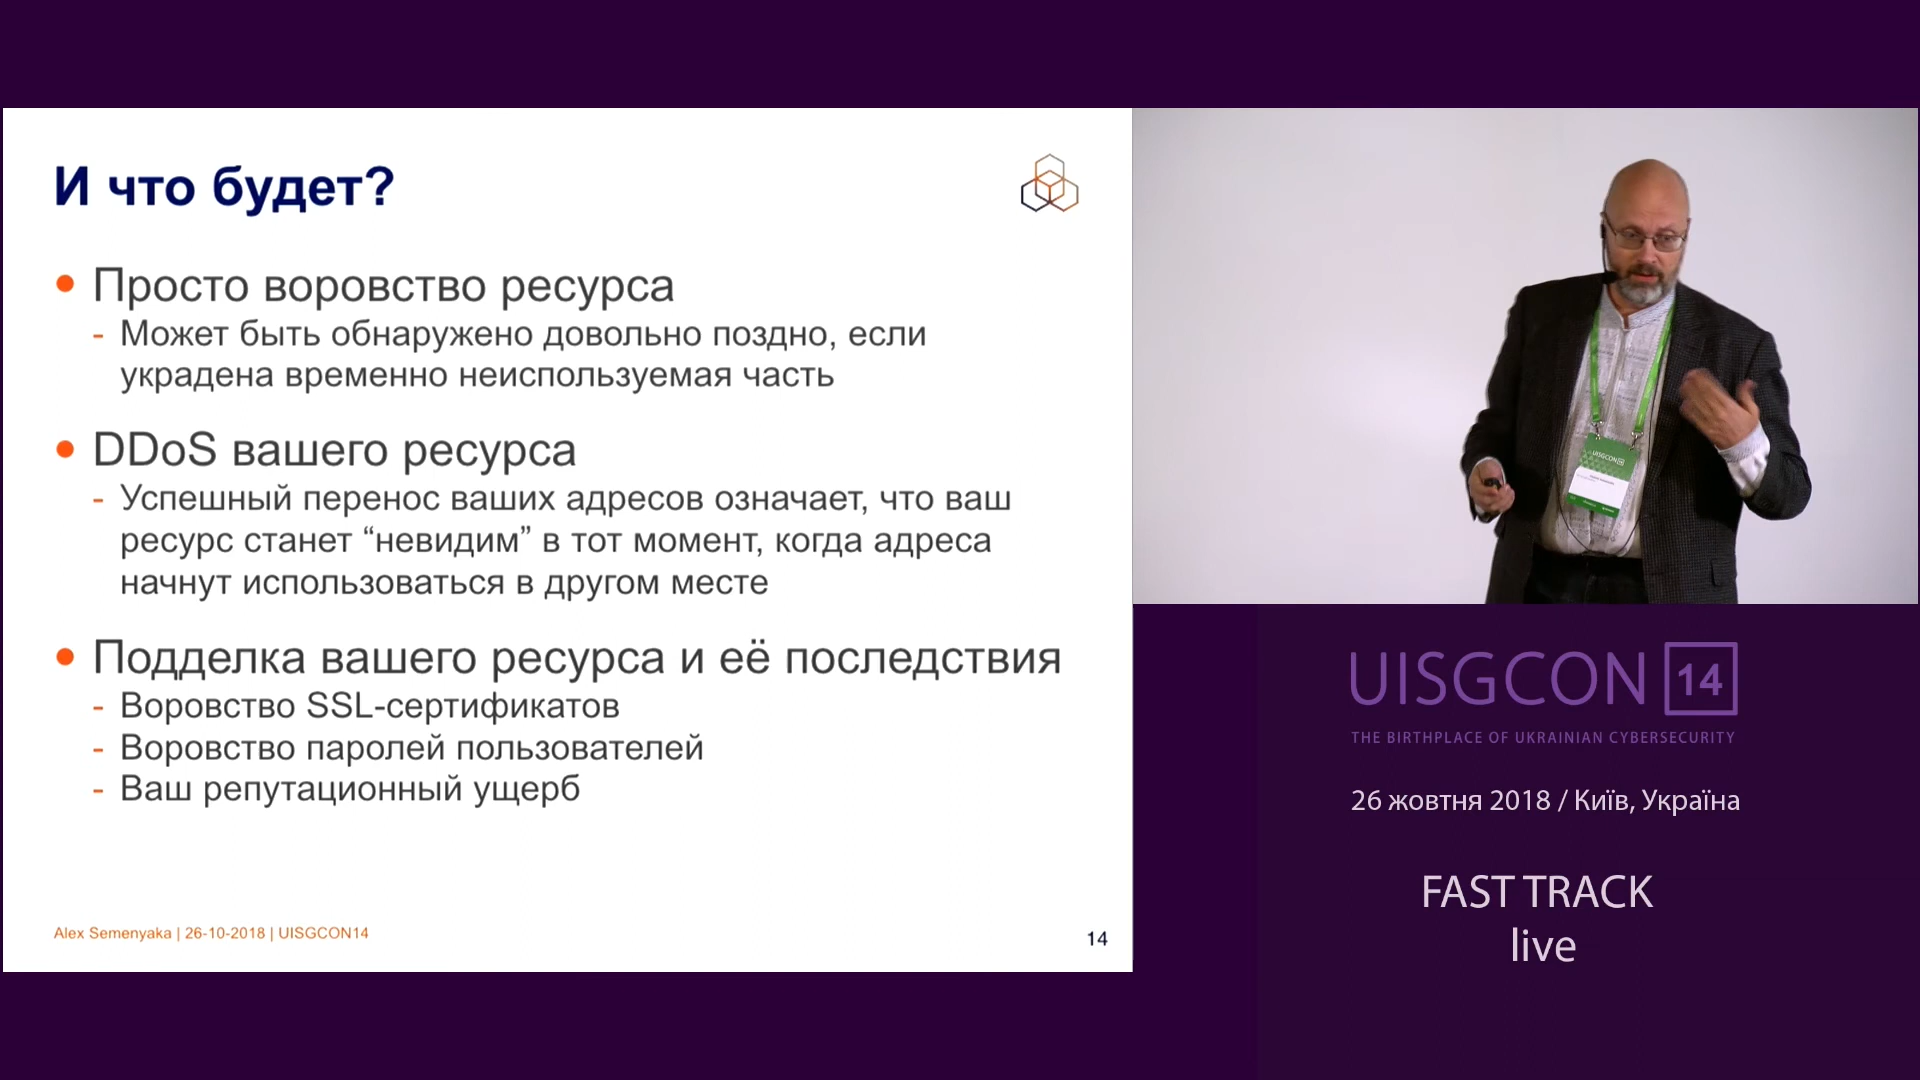 И что будет?
Просто воровство ресурса
- Может быть обнаружено довольно поздно, если
украдена временно неиспользуемая часть
DDoS вашего ресурса
- Успешный перенос ваших адресов означает, что ваш
ресурс станет “невидим” в тот момент, когда адреса
начнут использоваться в другом месте
Подделка вашего ресурса и её последствия
- Воровство SSL-сертификатов
- Воровство паролей пользователей
- Ваш репутационный ущерб
Alex Semenyaka | 26-10-2018 | UISGCON14
14
UISGCON14
UISGCON 14
THE BIRTHPLACE OF UKRAINIAN CYBERSECURITY
26 жовтня 2018 / Київ, Україна
FAST TRACK
live